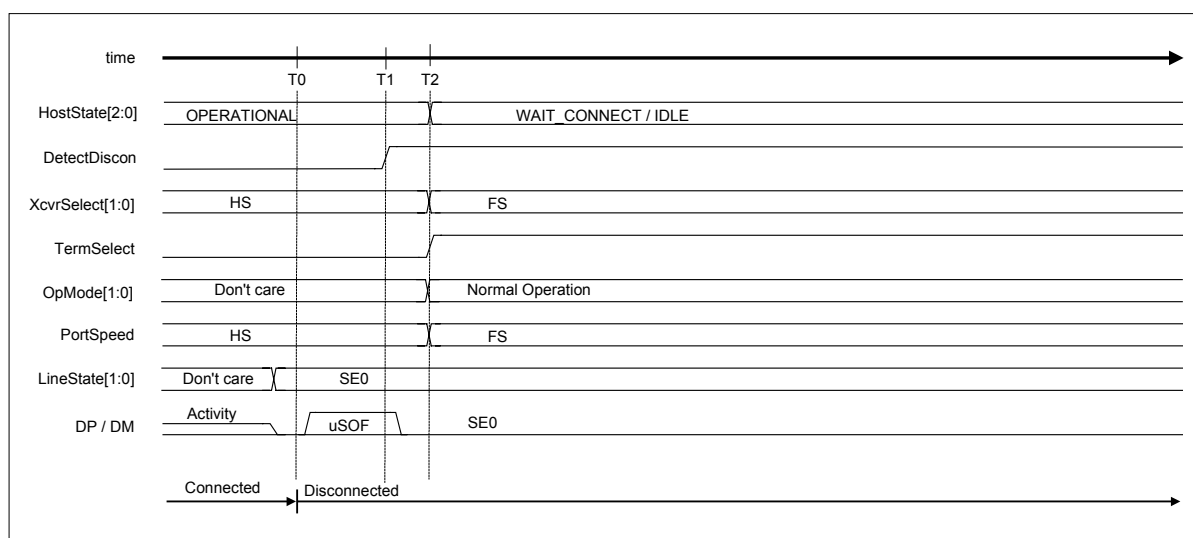 time
T0 T1 T2
HostState[2:0] OPERATIONAL WAIT_CONNECT / IDLE
DetectDiscon
XcvrSelect[1:0] HS FS
TermSelect
OpMode[1:0] Don't care Normal Operation
PortSpeed HS FS
LineState[1:0] Don't care SE0
DP / DM Activity uSOF SE0
Connected Disconnected